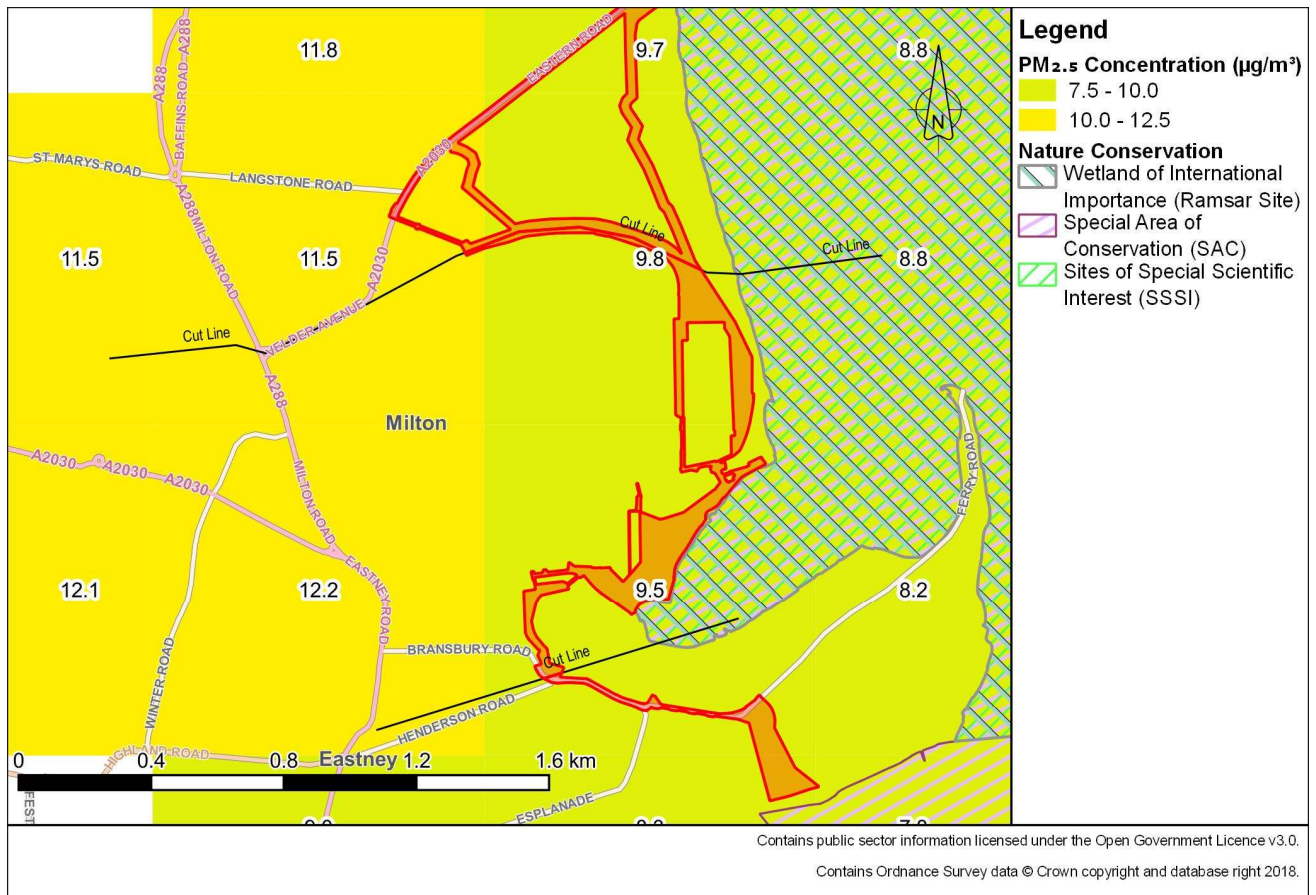 11.8
9.7
8.8
A288
BAFFINS ROAD A288
EASTERN ROAD
N
ST MARYS ROAD
LANGSTONE ROAD
A2030
A288
MILTON ROAD
Cut Line
Cut Line
11.5
11.5
A2030
9.8
8.8
Cut Line
VELDER AVENUE
A288
Milton
A2030
A2030
A2030
MILTON ROAD
FERRY ROAD
EASTNEY ROAD
12.1
12.2
9.5
8.2
WINTER ROAD
BRANSBURY ROAD
Cut Line
HENDERSON ROAD
HIGHLAND ROAD
Eastney
0
0.4
0.8
1.2
1.6 km
ESPLANADE
Legend
PM2.5 Concentration (µg/m³)
7.5 - 10.0
10.0 - 12.5
Nature Conservation
Wetland of International
Importance (Ramsar Site)
Special Area of
Conservation (SAC)
Sites of Special Scientific
Interest (SSSI)
Contains public sector information licensed under the Open Government Licence v3.0.
Contains Ordnance Survey data © Crown copyright and database right 2018.